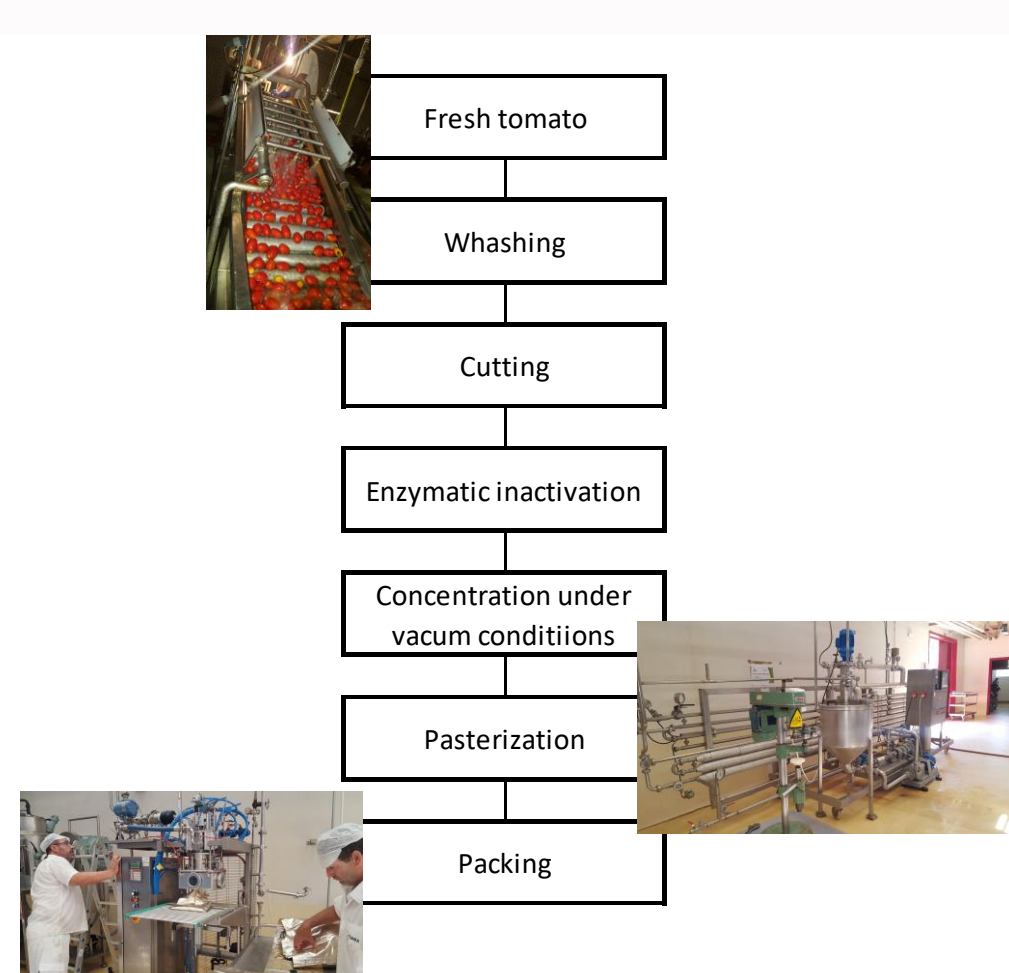 Fresh tomato
Whashing
Cutting
Enzymatic inactivation
Concentration under
vacum conditiions
Pasterization
Packing